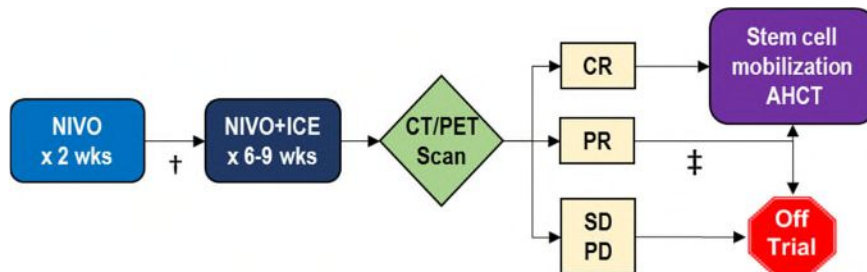 NIVO
x 2 wks
†
NIVO+ICE
x 6-9 wks
CT/PET
Scan
CR
PR
SD
PD
‡
Stem cell
mobilization
AHCT
Off
Trial